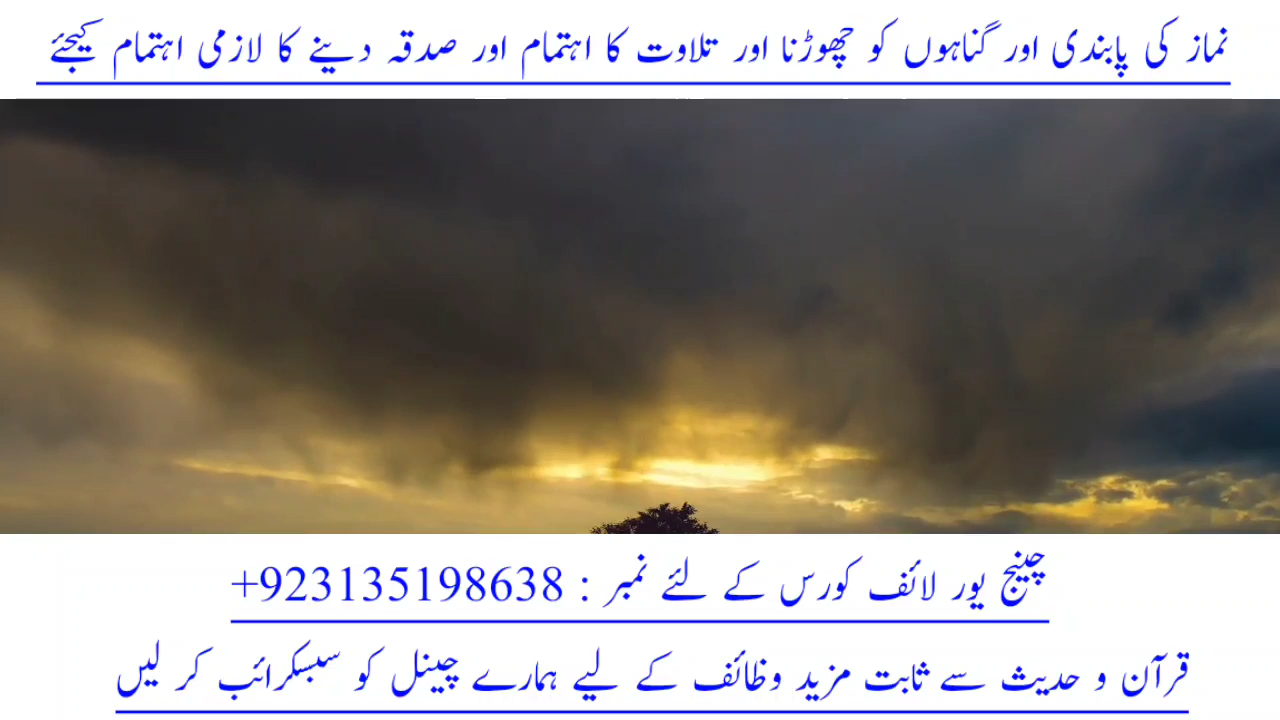 نماز کی پابندی اور گناہوں کو چھوڑنا اور تلاوت کا اہتمام اور صدقہ دینے کا لازمی اہتمام کیجئے
چینج یور لائف کورس کے لئے نمبر : 923135198638+
قرآن و حدیث سے ثابت مزید وظائف کے لیے ہمارے چینل کو سبسکرائب کر لیں